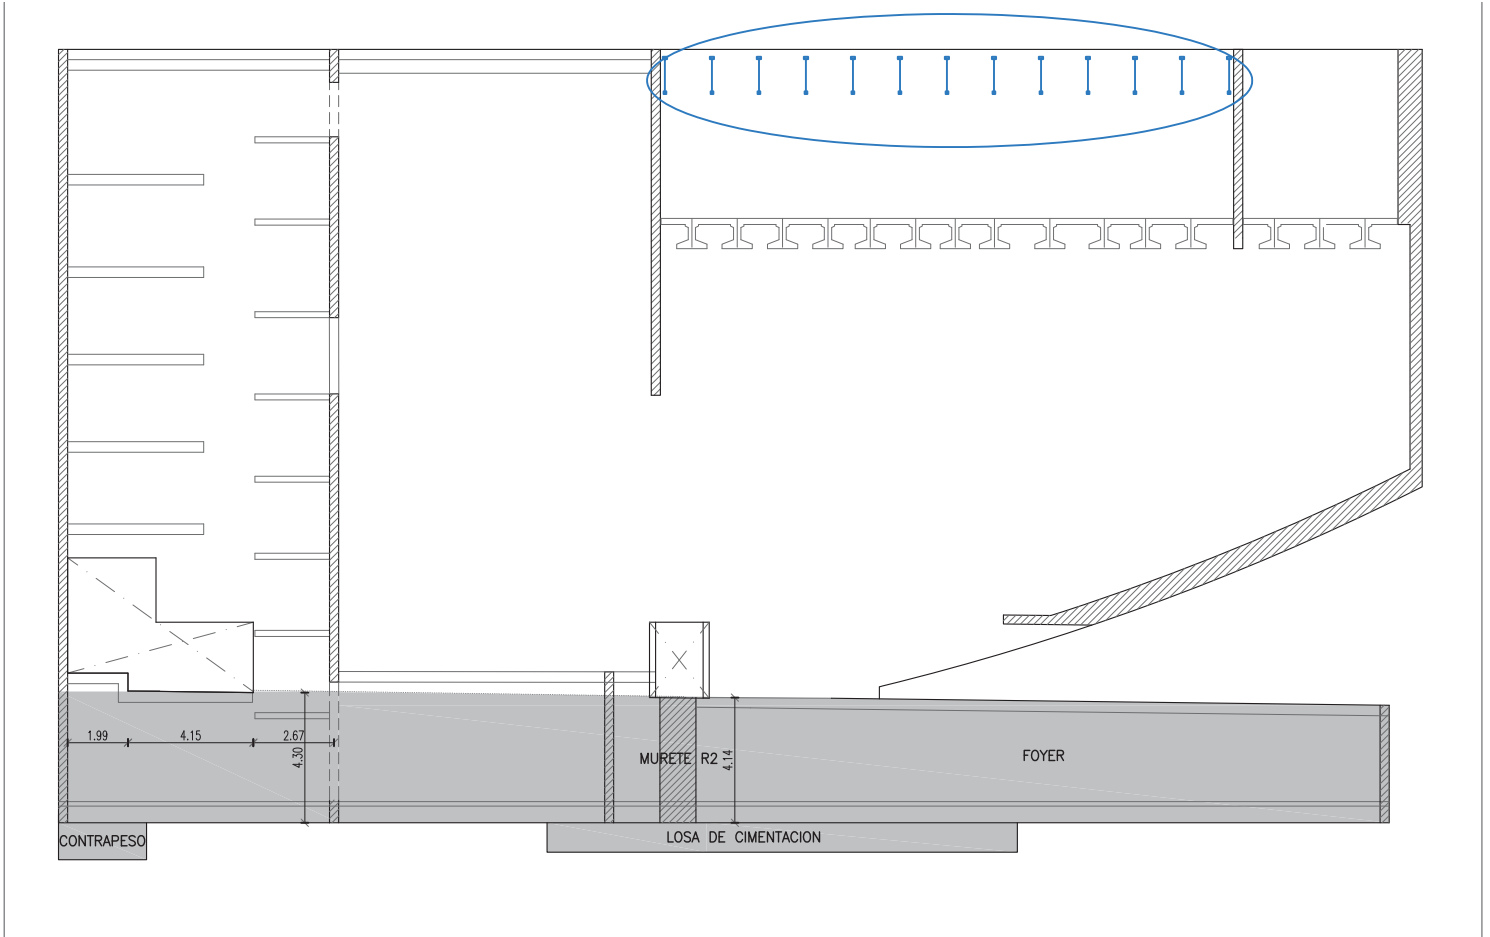 1.99 4.15 2.67
4.30
MURETE R2
4.14
FOYER
CONTRAPESO
LOSA DE CIMENTACION